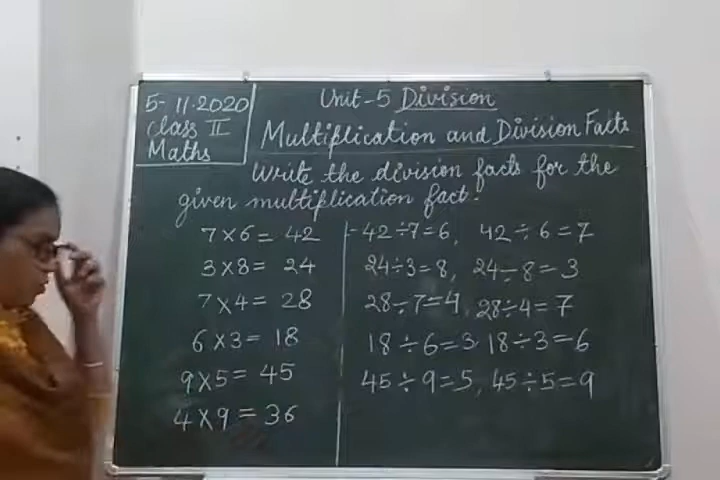 5-11.2020
class II
Maths
Unit-5 Division
Multiplication and Division Facts
Write the division facts for the
given multiplication fact.
7×6= 42 42÷7=6, 42÷6=7
3×8= 24 24÷3=8, 24÷8=3
7×4= 28 28÷7=4, 28÷4=7
6×3= 18 18÷6=3 18÷3=6
9×5= 45 45÷9=5, 45÷5=9
4×9=36